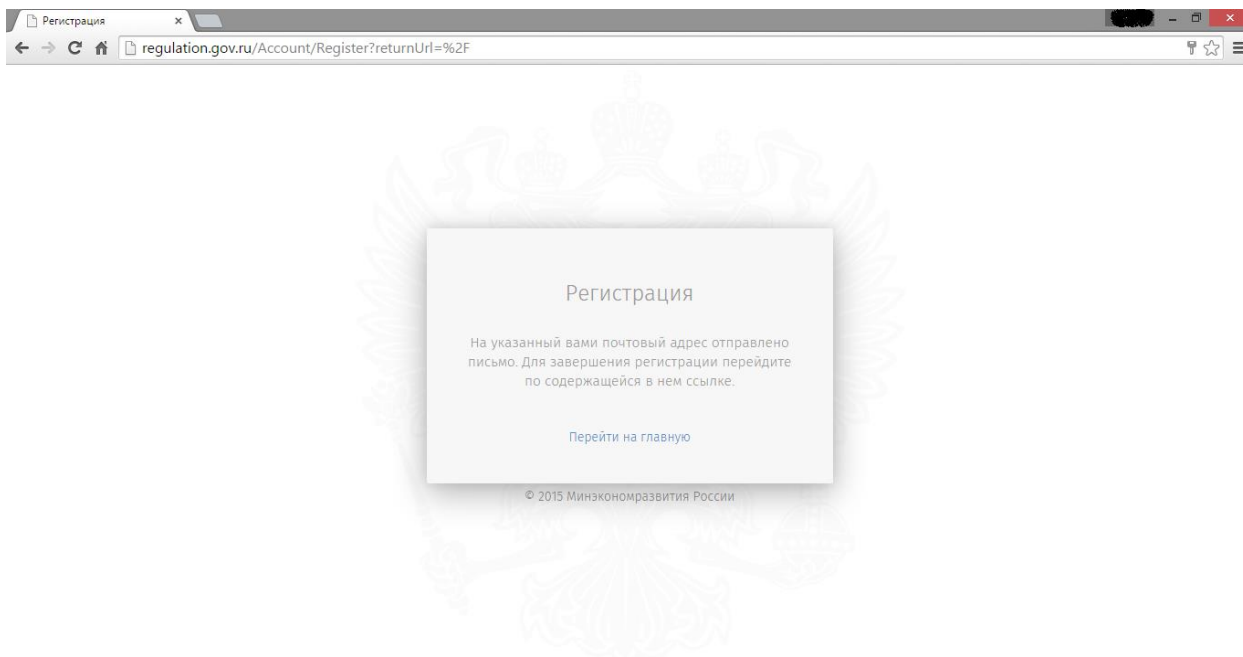 Регистрация
regulation.gov.ru/Account/Register?returnUrl=%2F
Регистрация
На указанный вами почтовый адрес отправлено
письмо. Для завершения регистрации перейдите
по содержащейся в нем ссылке.
Перейти на главную
© 2015 Минэкономразвития России